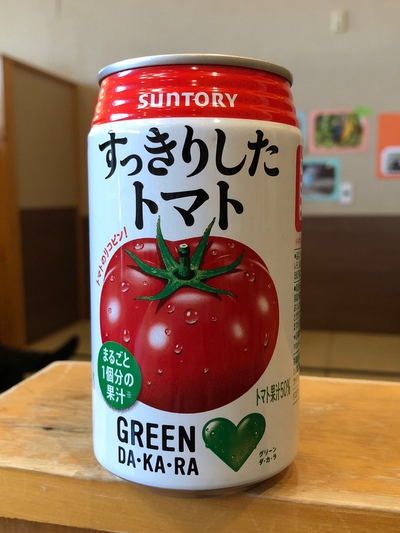 SUNTORY
すっきりした
トマト
トマトのリコピン!
まるごと
1個分の
果汁※
トマト果汁50%
GREEN
DA・KA・RA
グリーン
ダ・カ・ラ